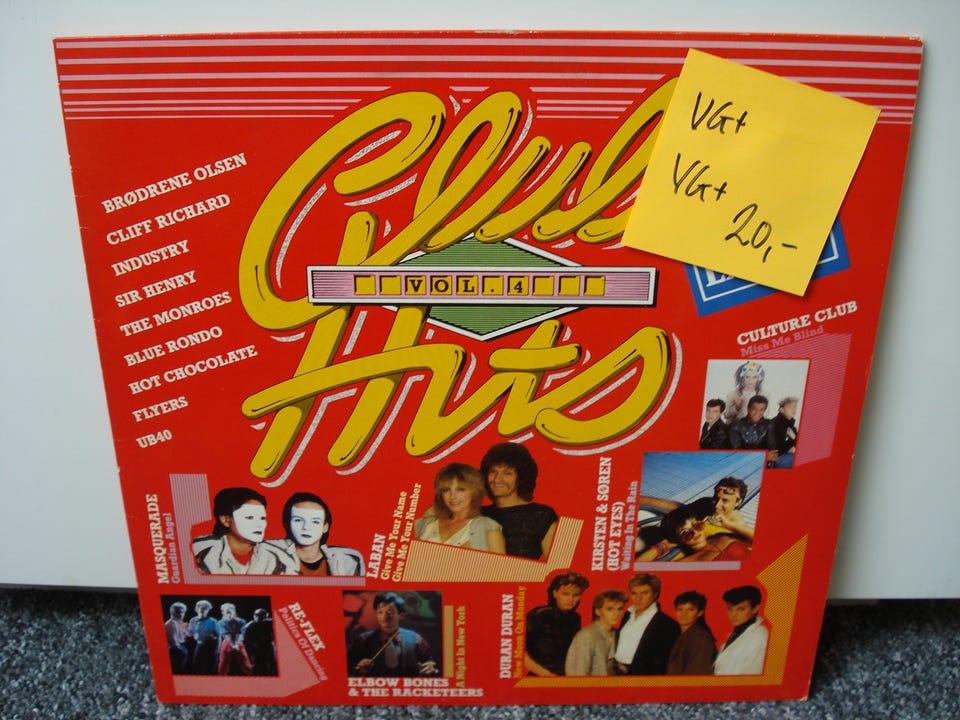 VG+
VG+
20,-
Club
VOL. 4
Hits
BRØDRENE OLSEN
CLIFF RICHARD
INDUSTRY
SIR HENRY
THE MONROES
BLUE RONDO
HOT CHOCOLATE
FLYERS
UB40
CULTURE CLUB
Miss Me Blind
MASQUERADE
Guardian Angel
LABAN
Give Me Your Name
Give Me Your Number
KIRSTIN & SØREN
(HOT EYES)
Waiting In The Rain
RE-FLEX
Politics Of Dancing
ELBOW BONES
& THE RACKETEERS
A Night In New York
DURAN DURAN
New Moon On Monday